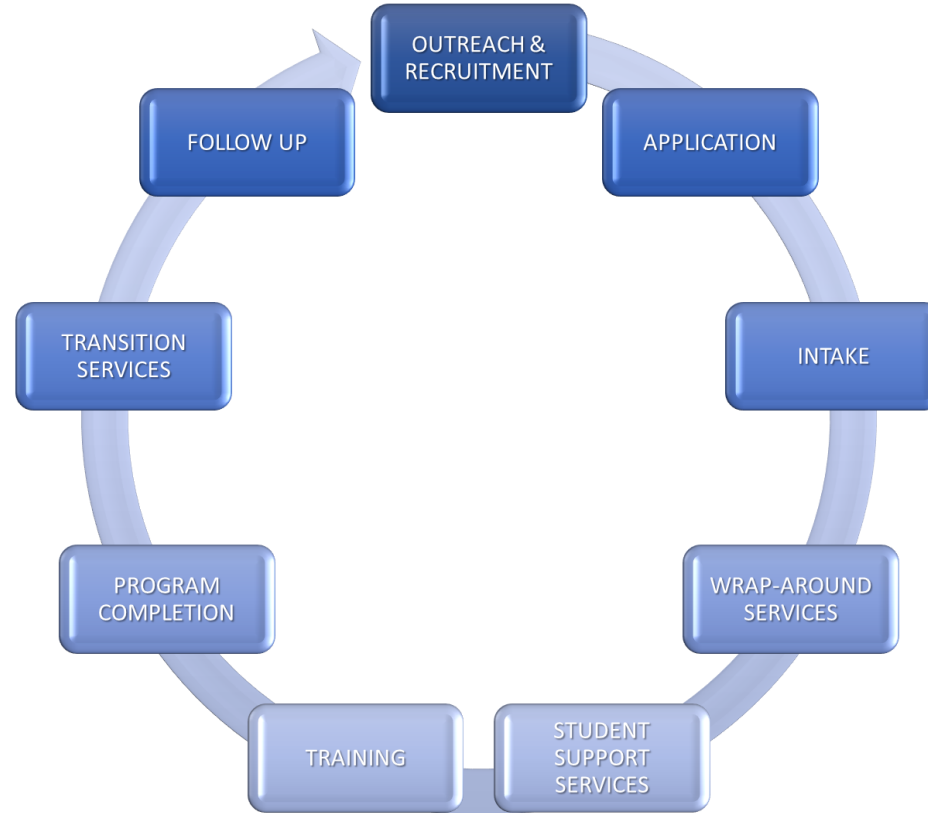 OUTREACH &
RECRUITMENT
APPLICATION
INTAKE
WRAP-AROUND
SERVICES
STUDENT
SUPPORT
SERVICES
TRAINING
PROGRAM
COMPLETION
TRANSITION
SERVICES
FOLLOW UP